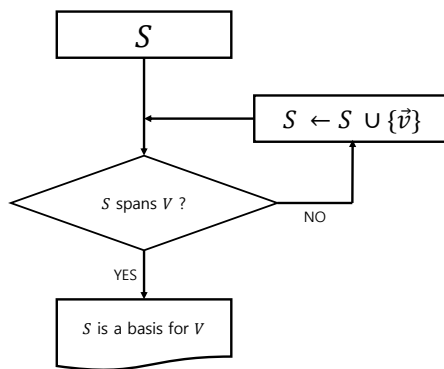 S
S ← S ∪ {v⃗}
S spans V ?
NO
YES
S is a basis for V